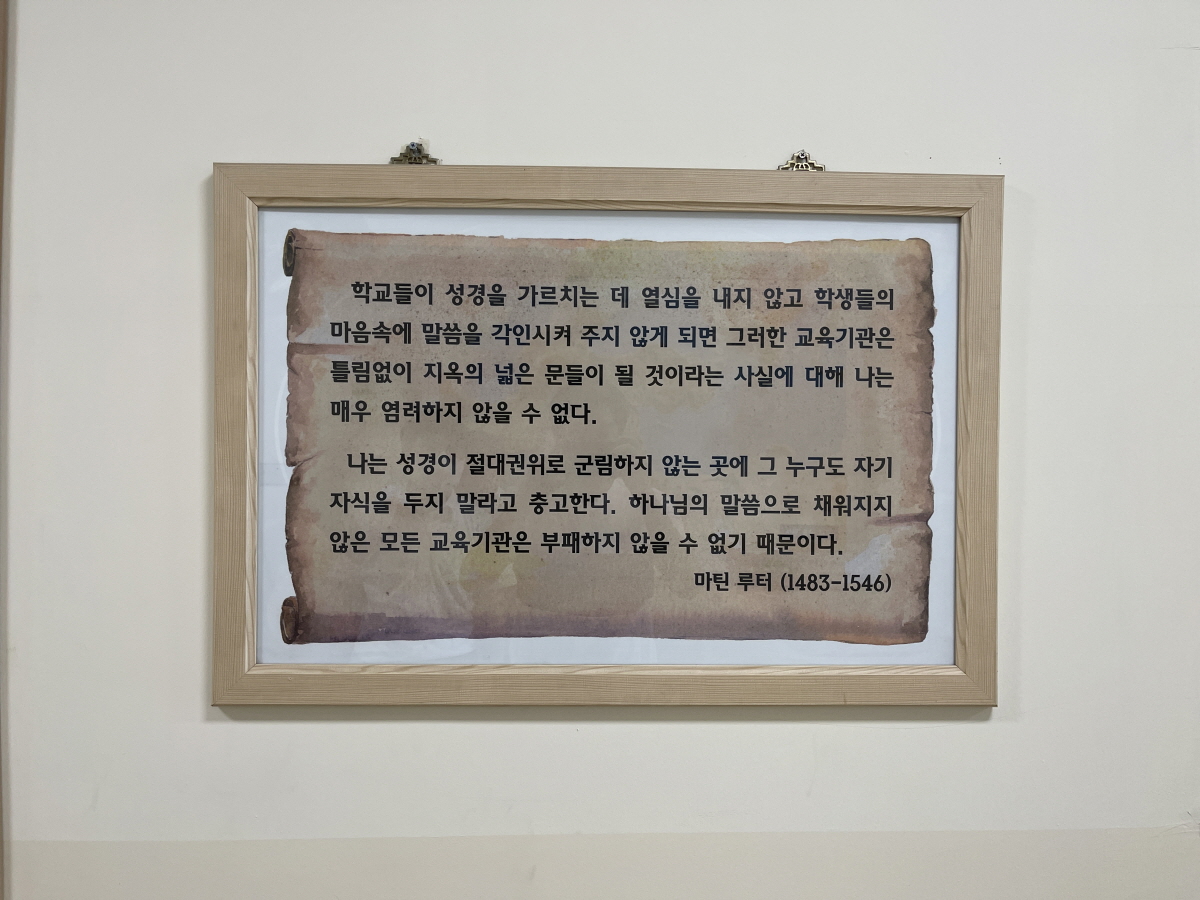 학교들이 성경을 가르치는 데 열심을 내지 않고 학생들의
마음속에 말씀을 각인시켜 주지 않게 되면 그러한 교육기관은
틀림없이 지옥의 넓은 문들이 될 것이라는 사실에 대해 나는
매우 염려하지 않을 수 없다.
나는 성경이 절대권위로 군림하지 않는 곳에 그 누구도 자기
자식을 두지 말라고 충고한다. 하나님의 말씀으로 채워지지
않은 모든 교육기관은 부패하지 않을 수 없기 때문이다.
마틴 루터 (1483-1546)